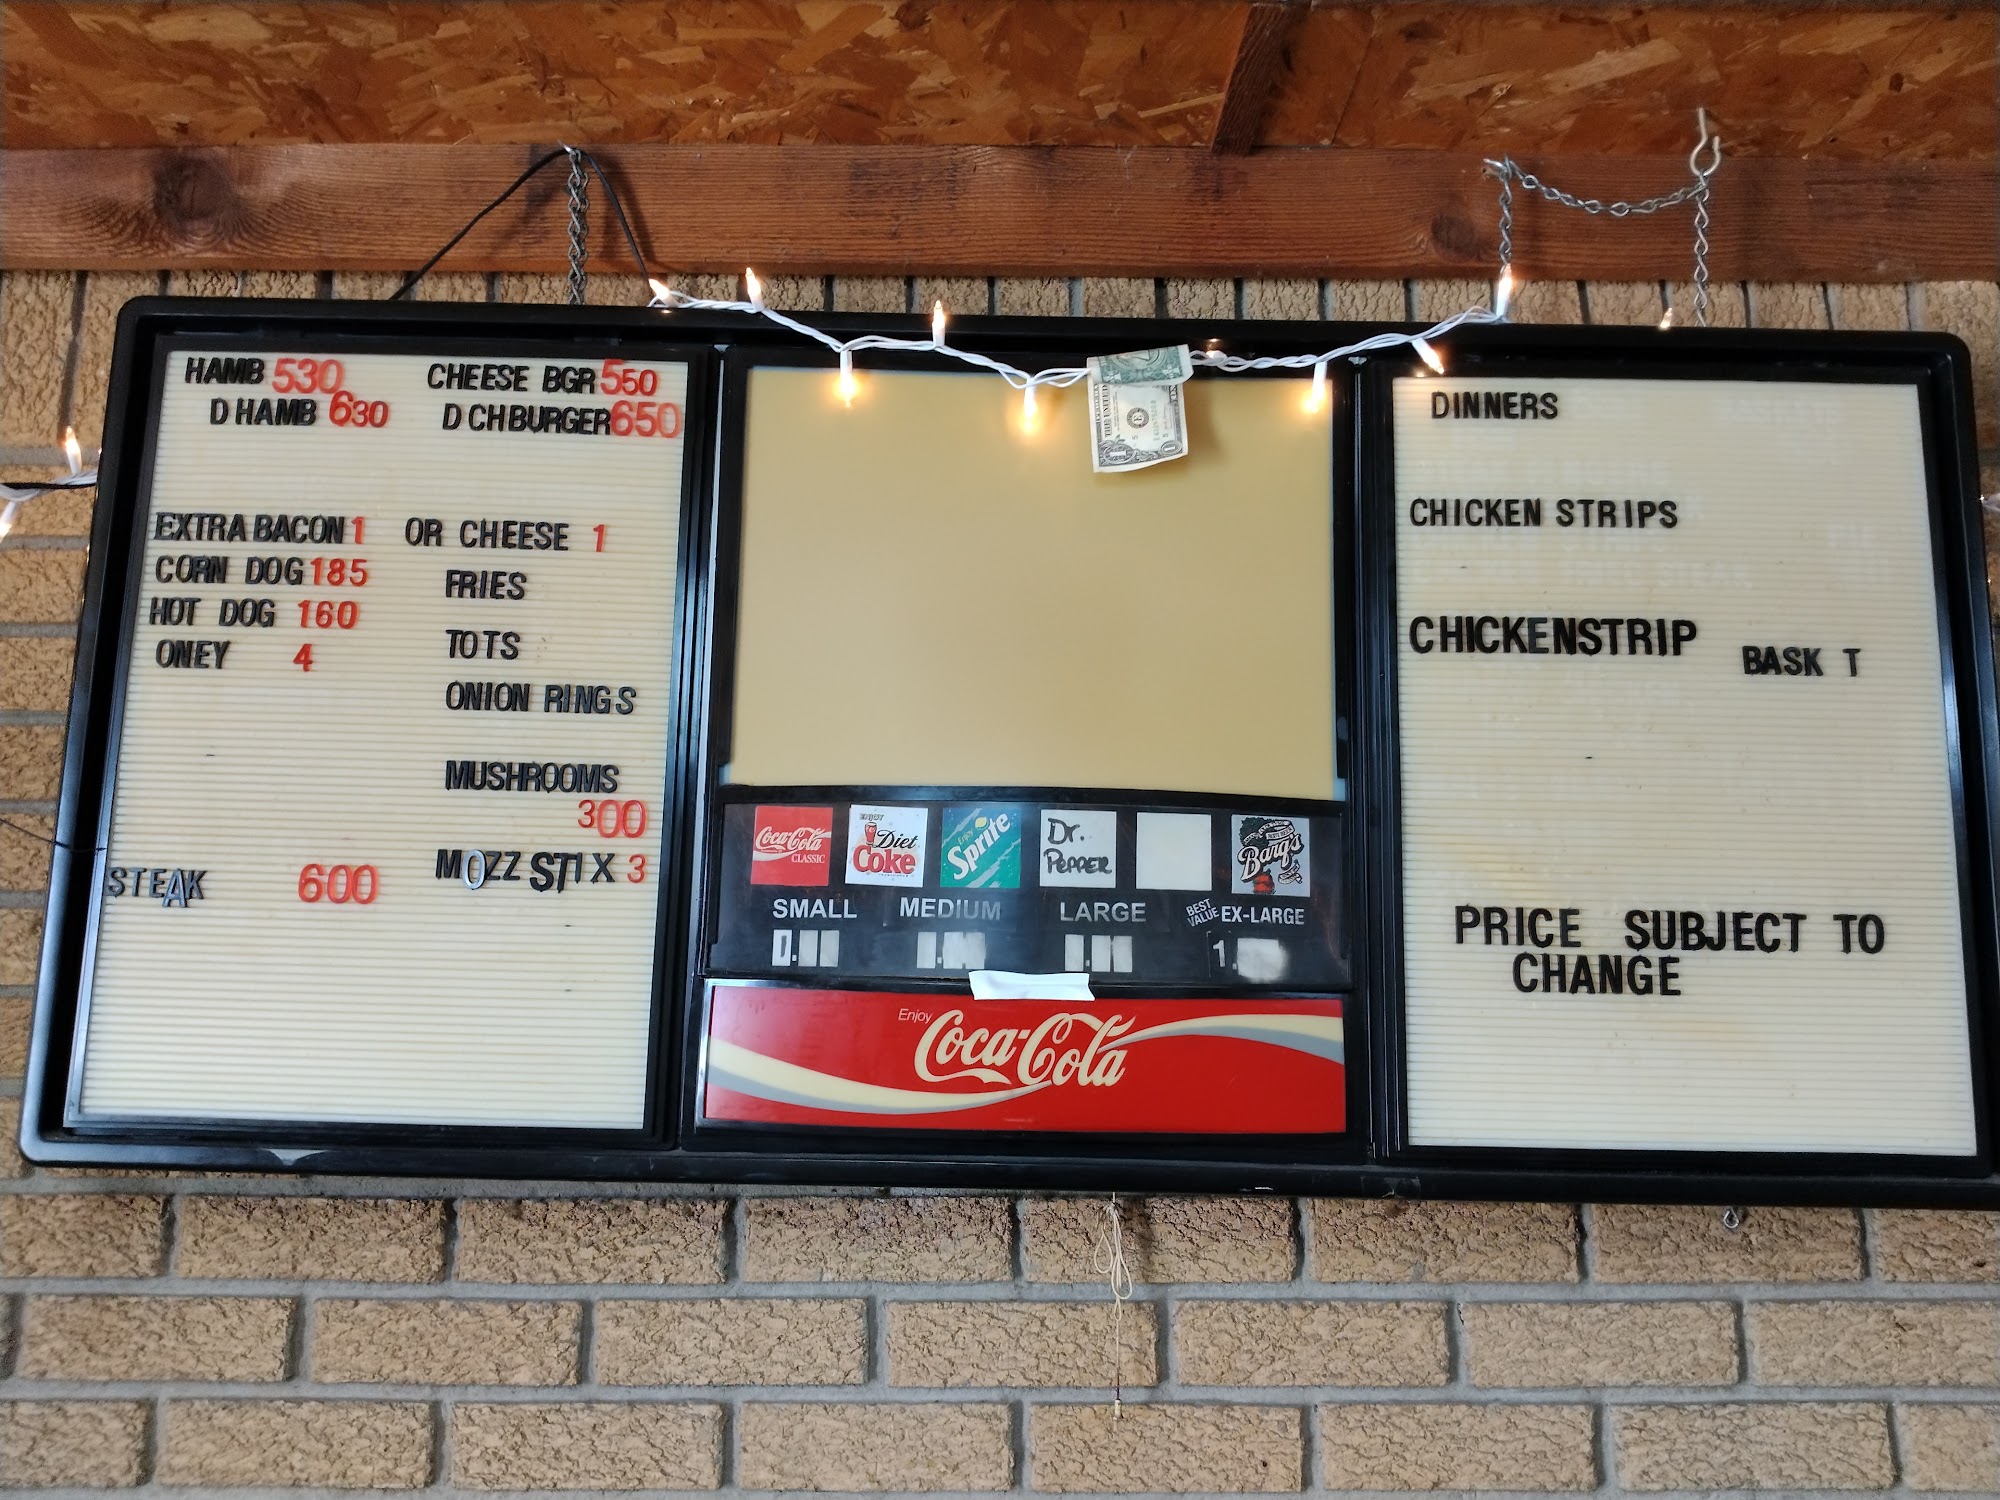 HAMB 530 CHEESE BGR 550
D HAMB 630 D CHBURGER 650
EXTRA BACON 1 OR CHEESE 1
CORN DOG 185
FRIES
HOT DOG 160
TOTS
ONEY 4
ONION RINGS
MUSHROOMS
300
STEAK 600
MOZZ STIX 3
Coca-Cola
CLASSIC
ENJOY
Diet
Coke
Enjoy
Sprite
Dr.
PEPPER
Barq's
SMALL MEDIUM LARGE BEST VALUE EX-LARGE
1.
Enjoy
Coca-Cola
DINNERS
CHICKEN STRIPS
CHICKENSTRIP BASK T
PRICE SUBJECT TO
CHANGE